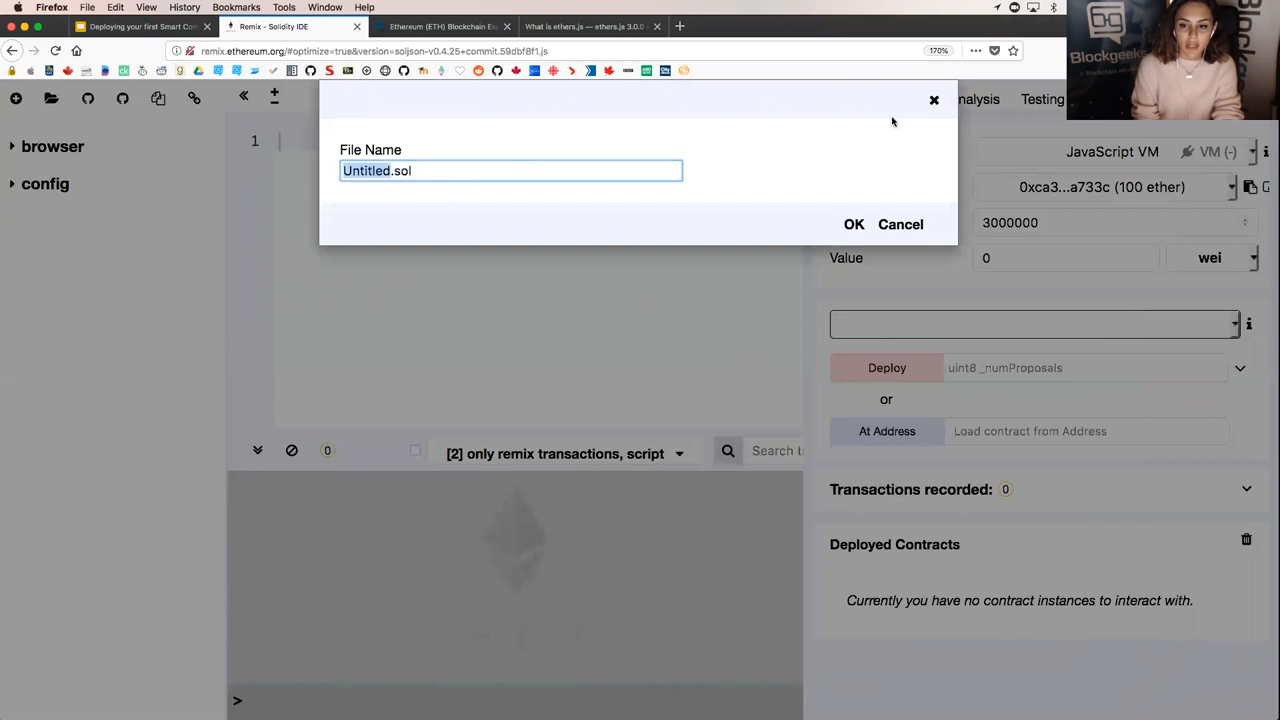 Firefox File Edit View History Bookmarks Tools Window Help
Deploying your first Smart Con
Remix - Solidity IDE
Ethereum (ETH) Blockchain Ex
What is ethers.js — ethers.js 3.0.0
remix.ethereum.org/#optimize=true&version=soljson-v0.4.25+commit.59dbf8f1.js
170%
Blockgeeks
browser
config
1
File Name
Untitled.sol
OK Cancel
nalysis Testing
JavaScript VM VM (-)
0xca3...a733c (100 ether)
3000000
Value 0 wei
Deploy uint8 _numProposals
or
At Address Load contract from Address
0 [2] only remix transactions, script Search t
Transactions recorded: 0
Deployed Contracts
Currently you have no contract instances to interact with.
>